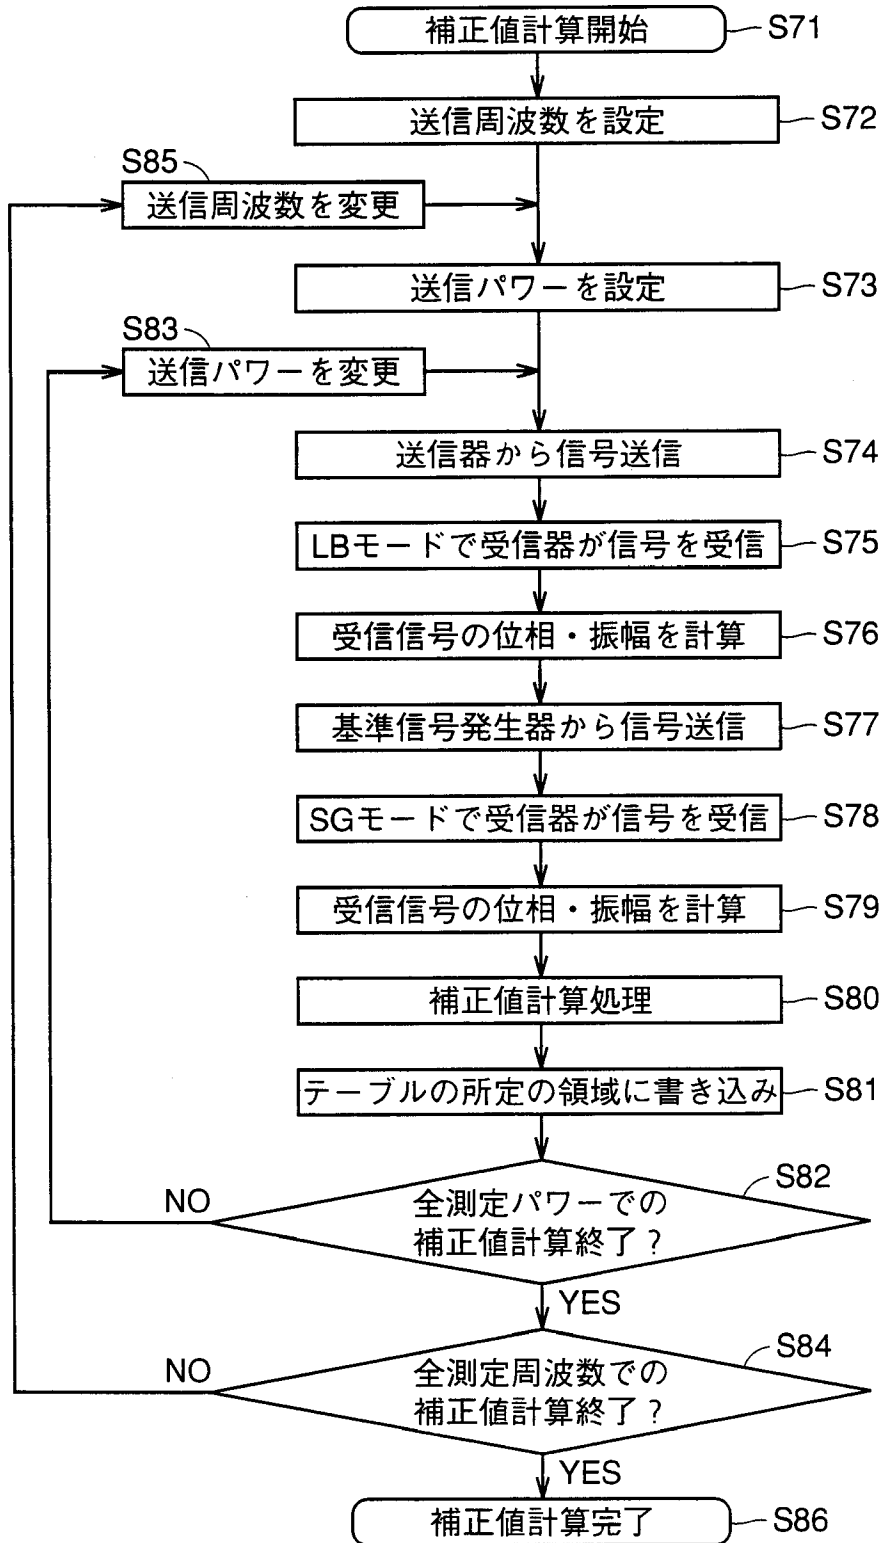 補正値計算開始 S71
送信周波数を設定 S72
S85
送信周波数を変更
送信パワーを設定 S73
S83
送信パワーを変更
送信器から信号送信 S74
LBモードで受信器が信号を受信 S75
受信信号の位相・振幅を計算 S76
基準信号発生器から信号送信 S77
SGモードで受信器が信号を受信 S78
受信信号の位相・振幅を計算 S79
補正値計算処理 S80
テーブルの所定の領域に書き込み S81
S82
NO
全測定パワーでの
補正値計算終了？
YES
S84
NO
全測定周波数での
補正値計算終了？
YES
補正値計算完了 S86